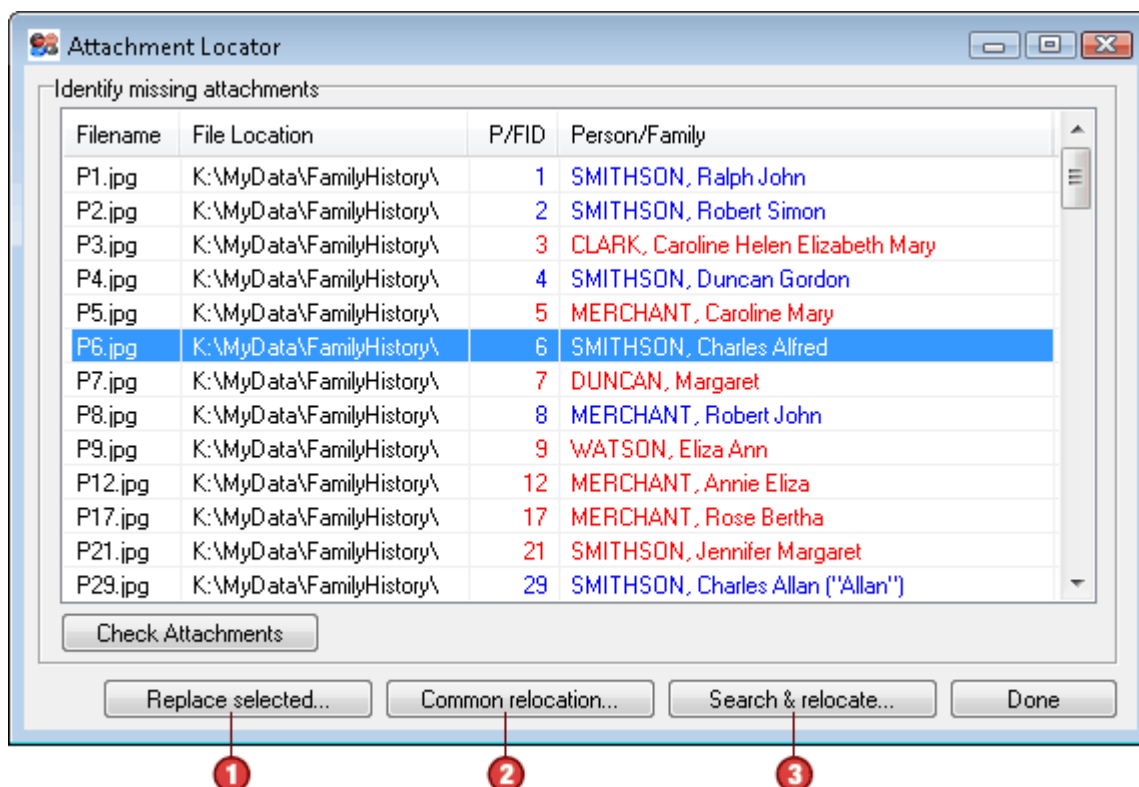 Attachment Locator
Identify missing attachments
Filename File Location P/FID Person/Family
P1.jpg K:\MyData\FamilyHistory\ 1 SMITHSON, Ralph John
P2.jpg K:\MyData\FamilyHistory\ 2 SMITHSON, Robert Simon
P3.jpg K:\MyData\FamilyHistory\ 3 CLARK, Caroline Helen Elizabeth Mary
P4.jpg K:\MyData\FamilyHistory\ 4 SMITHSON, Duncan Gordon
P5.jpg K:\MyData\FamilyHistory\ 5 MERCHANT, Caroline Mary
P6.jpg K:\MyData\FamilyHistory\ 6 SMITHSON, Charles Alfred
P7.jpg K:\MyData\FamilyHistory\ 7 DUNCAN, Margaret
P8.jpg K:\MyData\FamilyHistory\ 8 MERCHANT, Robert John
P9.jpg K:\MyData\FamilyHistory\ 9 WATSON, Eliza Ann
P12.jpg K:\MyData\FamilyHistory\ 12 MERCHANT, Annie Eliza
P17.jpg K:\MyData\FamilyHistory\ 17 MERCHANT, Rose Bertha
P21.jpg K:\MyData\FamilyHistory\ 21 SMITHSON, Jennifer Margaret
P29.jpg K:\MyData\FamilyHistory\ 29 SMITHSON, Charles Allan ("Allan")
Check Attachments
Replace selected... Common relocation... Search & relocate... Done
1 2 3